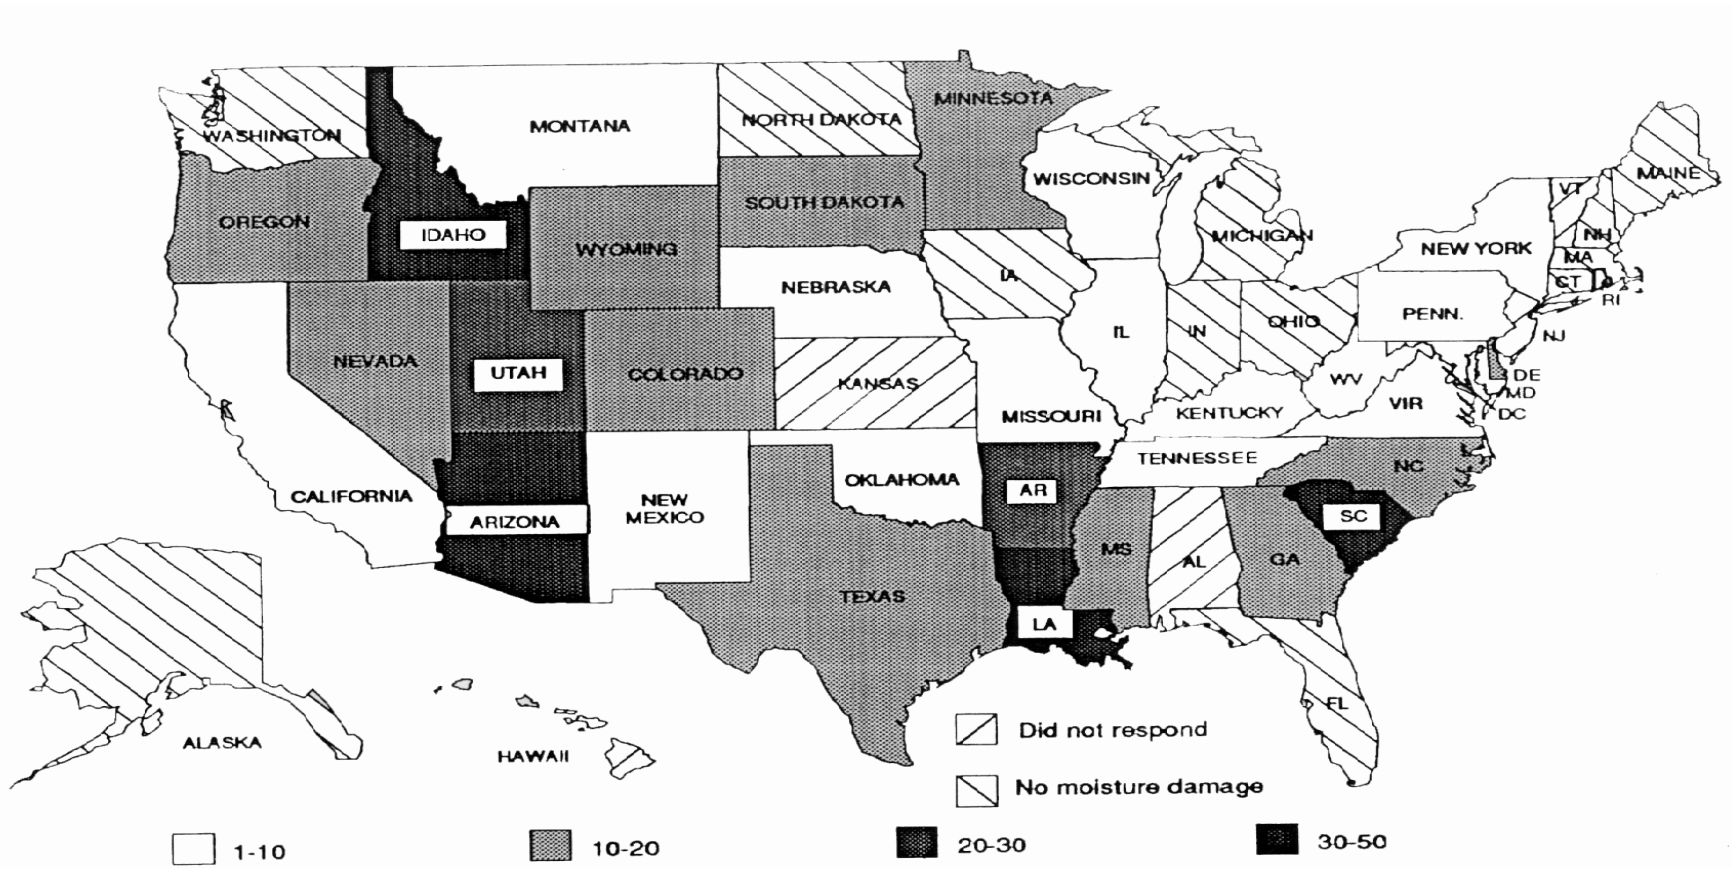 WASHINGTON
MONTANA
NORTH DAKOTA
MINNESOTA
OREGON
IDAHO
WYOMING
SOUTH DAKOTA
WISCONSIN
MICHIGAN
NEW YORK
VT
MAINE
NH
MA
CT
RI
NEBRASKA
IA
IL
IN
OHIO
PENN.
NJ
NEVADA
UTAH
COLORADO
KANSAS
MISSOURI
KENTUCKY
WV
VIR
DE
MD
DC
CALIFORNIA
ARIZONA
NEW
MEXICO
OKLAHOMA
AR
TENNESSEE
NC
SC
TEXAS
LA
MS
AL
GA
FL
ALASKA
HAWAII
Did not respond
No moisture damage
1-10
10-20
20-30
30-50